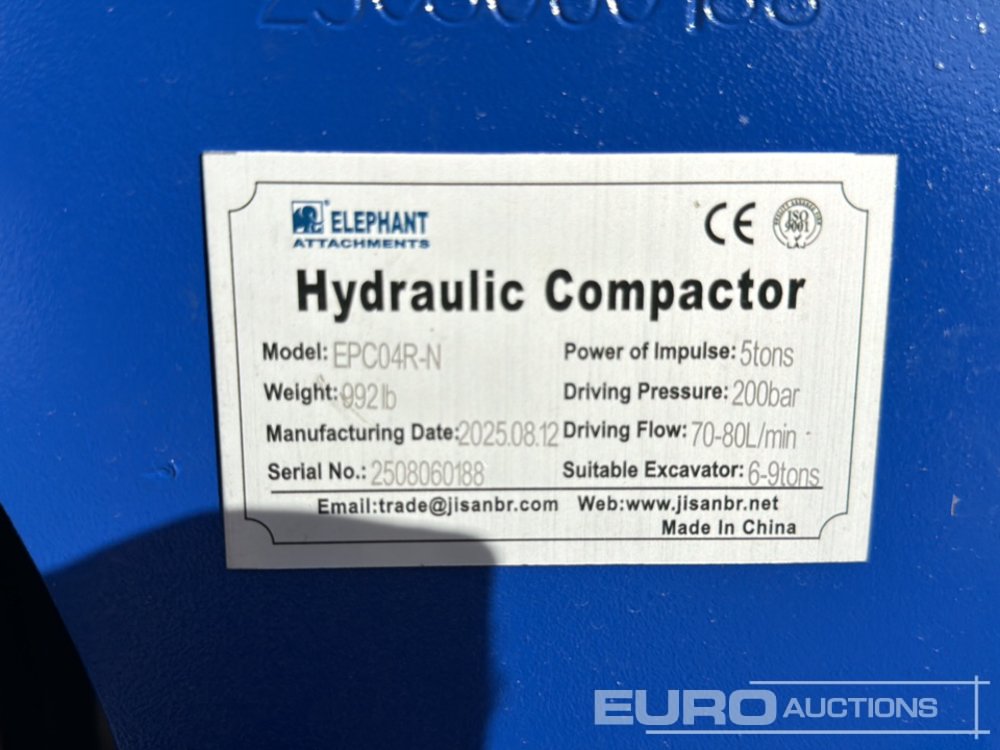 2508060188
ELEPHANT
ATTACHMENTS
CE
ISO
9001
Hydraulic Compactor
Model: EPC04R-N
Power of Impulse: 5tons
Weight: 992lb
Driving Pressure: 200bar
Manufacturing Date: 2025.08.12
Driving Flow: 70-80L/min
Serial No.: 2508060188
Suitable Excavator: 6-9tons
Email:trade@jisanbr.com Web:www.jisanbr.net
Made In China
EURO AUCTIONS